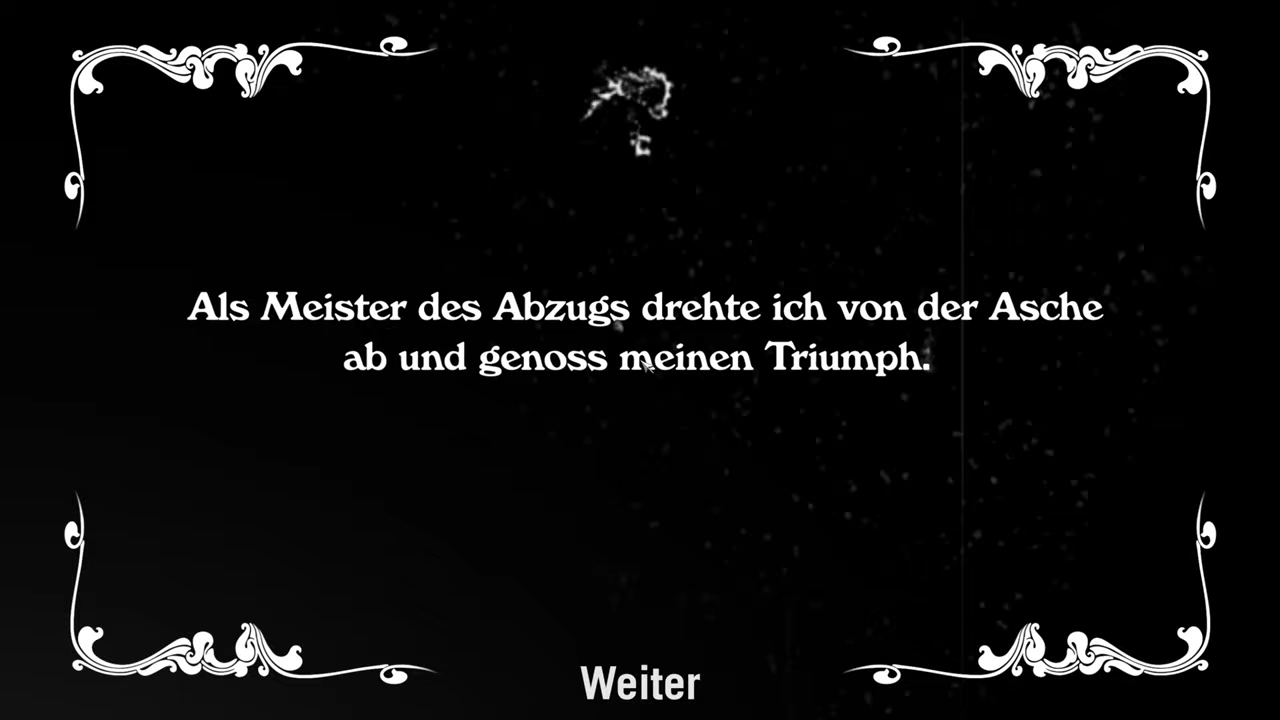 Als Meister des Abzugs drehte ich von der Asche
ab und genoss meinen Triumph.
Weiter